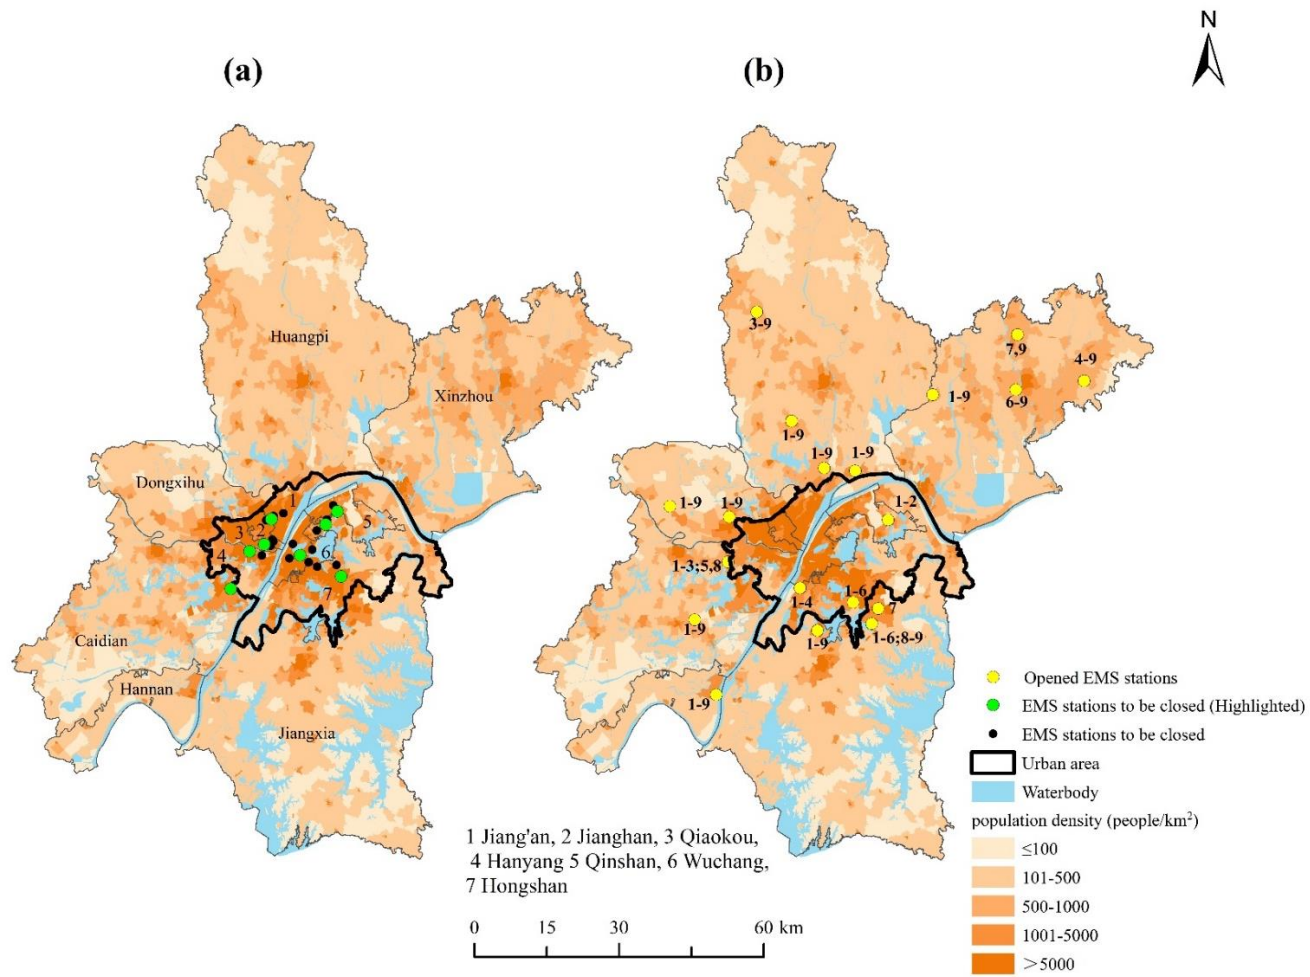 N
(a)
(b)
Huangpi
Xinzhou
Dongxihu
Caidian
Hannan
Jiangxia
1
2
3
4
5
6
7
3-9
7,9
4-9
6-9
1-9
1-9
1-9
1-9
1-9
1-9
1-2
1-3;5,8
1-4
1-6
7
1-9
1-9
1-6;8-9
1-9
Opened EMS stations
EMS stations to be closed (Highlighted)
EMS stations to be closed
Urban area
Waterbody
population density (people/km²)
≤100
101-500
500-1000
1001-5000
>5000
1 Jiang'an, 2 Jianghan, 3 Qiaokou,
4 Hanyang 5 Qinshan, 6 Wuchang,
7 Hongshan
0 15 30 60 km